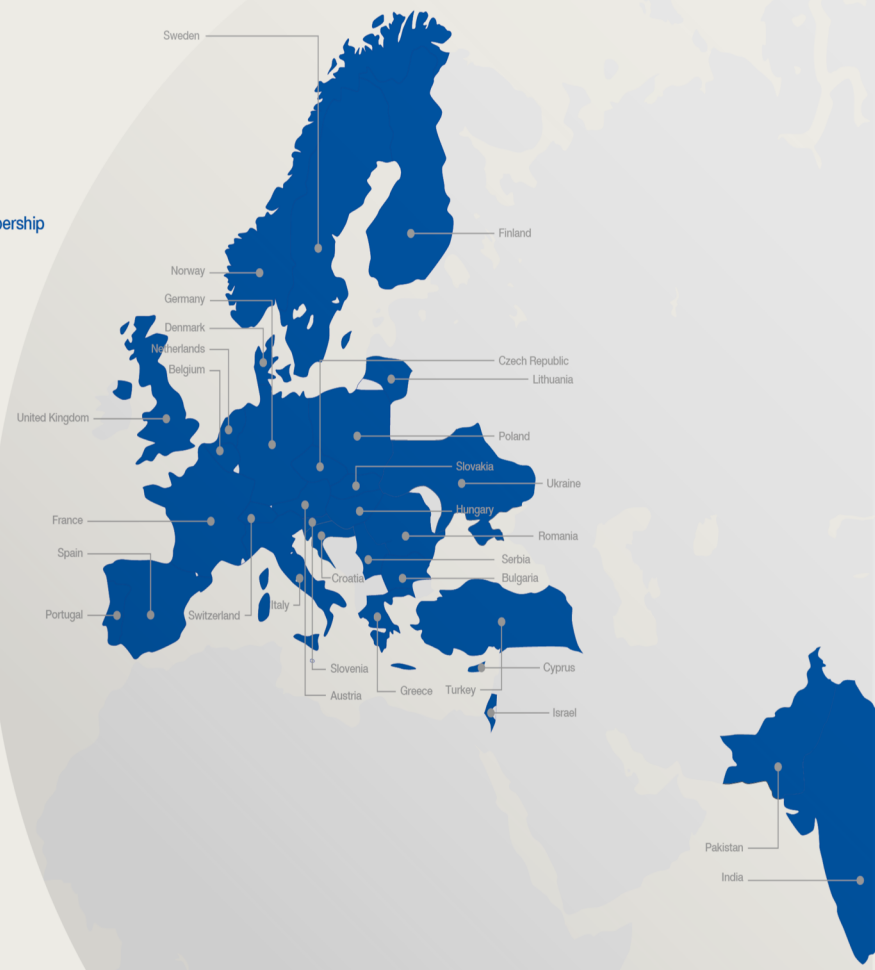 Sweden
pership
Finland
Norway
Germany
Denmark
Netherlands
Belgium
Czech Republic
Lithuania
United Kingdom
Poland
Slovakia
Ukraine
Hungary
France
Romania
Spain
Serbia
Croatia
Bulgaria
Italy
Portugal
Switzerland
Slovenia
Cyprus
Austria
Greece
Turkey
Israel
Pakistan
India